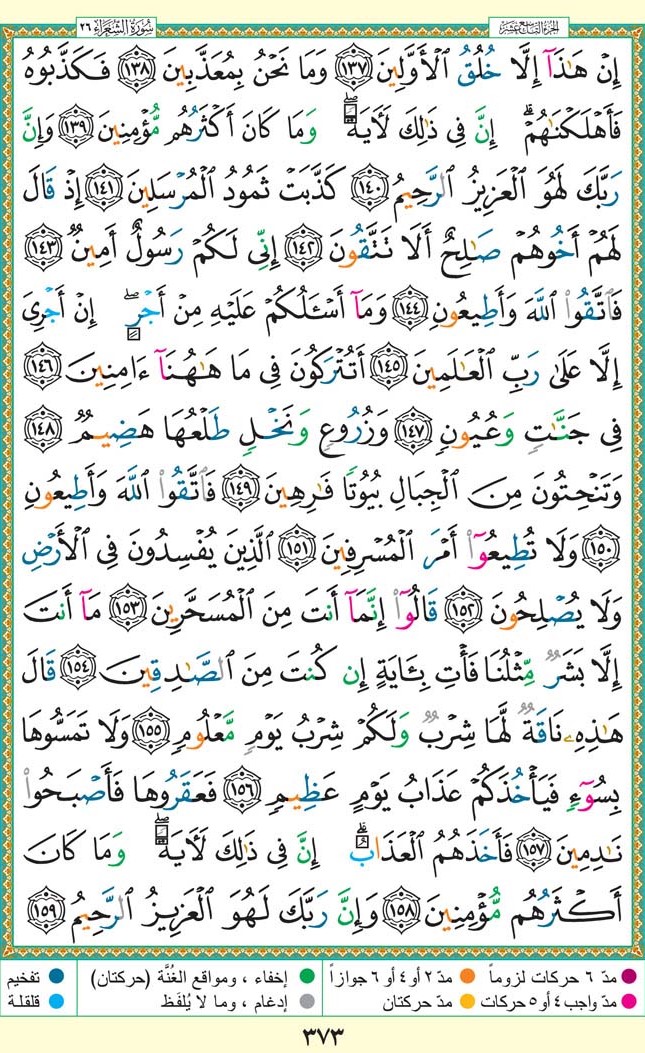 سُورَةُ الشُّعَرَاءِ ٢٦ الجزء التاسع عشر
إِنْ هَٰذَآ إِلَّا خُلُقُ ٱلْأَوَّلِينَ ١٣٧ وَمَا نَحْنُ بِمُعَذَّبِينَ ١٣٨ فَكَذَّبُوهُ
فَأَهْلَكْنَٰهُمْ ۗ إِنَّ فِى ذَٰلِكَ لَأٓيَةً ۖ وَمَا كَانَ أَكْثَرُهُم مُّؤْمِنِينَ ١٣٩ وَإِنَّ
رَبَّكَ لَهُوَ ٱلْعَزِيزُ ٱلرَّحِيمُ ١٤٠ كَذَّبَتْ ثَمُودُ ٱلْمُرْسَلِينَ ١٤١ إِذْ قَالَ
لَهُمْ أَخُوهُمْ صَٰلِحٌ أَلَا تَتَّقُونَ ١٤٢ إِنِّى لَكُمْ رَسُولٌ أَمِينٌ ١٤٣
فَٱتَّقُوا۟ ٱللَّهَ وَأَطِيعُونِ ١٤٤ وَمَآ أَسْـَٔلُكُمْ عَلَيْهِ مِنْ أَجْرٍ ۖ إِنْ أَجْرِىَ
إِلَّا عَلَىٰ رَبِّ ٱلْعَٰلَمِينَ ١٤٥ أَتُتْرَكُونَ فِى مَا هَٰهُنَآ ءَامِنِينَ ١٤٦
فِى جَنَّٰتٍ وَعُيُونٍ ١٤٧ وَزُرُوعٍ وَنَخْلٍ طَلْعُهَا هَضِيمٌ ١٤٨
وَتَنْحِتُونَ مِنَ ٱلْجِبَالِ بُيُوتًا فَٰرِهِينَ ١٤٩ فَٱتَّقُوا۟ ٱللَّهَ وَأَطِيعُونِ
١٥٠ وَلَا تُطِيعُوٓا۟ أَمْرَ ٱلْمُسْرِفِينَ ١٥١ ٱلَّذِينَ يُفْسِدُونَ فِى ٱلْأَرْضِ
وَلَا يُصْلِحُونَ ١٥٢ قَالُوٓا۟ إِنَّمَآ أَنتَ مِنَ ٱلْمُسَحَّرِينَ ١٥٣ مَآ أَنتَ
إِلَّا بَشَرٌ مِّثْلُنَا فَأْتِ بِـَٔايَةٍ إِن كُنتَ مِنَ ٱلصَّٰدِقِينَ ١٥٤ قَالَ
هَٰذِهِۦ نَاقَةٌ لَّهَا شِرْبٌ وَلَكُمْ شِرْبُ يَوْمٍ مَّعْلُومٍ ١٥٥ وَلَا تَمَسُّوهَا
بِسُوٓءٍ فَيَأْخُذَكُمْ عَذَابُ يَوْمٍ عَظِيمٍ ١٥٦ فَعَقَرُوهَا فَأَصْبَحُوا۟
نَٰدِمِينَ ١٥٧ فَأَخَذَهُمُ ٱلْعَذَابُ ۗ إِنَّ فِى ذَٰلِكَ لَأٓيَةً ۖ وَمَا كَانَ
أَكْثَرُهُم مُّؤْمِنِينَ ١٥٨ وَإِنَّ رَبَّكَ لَهُوَ ٱلْعَزِيزُ ٱلرَّحِيمُ ١٥٩
مدّ ٦ حركات لزوماً مدّ ٢ أو ٤ أو ٦ جوازاً إخفاء ، ومواقع الغُنَّة (حركتان) تفخيم
مدّ واجب ٤ أو ٥ حركات مدّ حركتان إدغام ، وما لا يُلفَظ قلقلة
٣٧٣